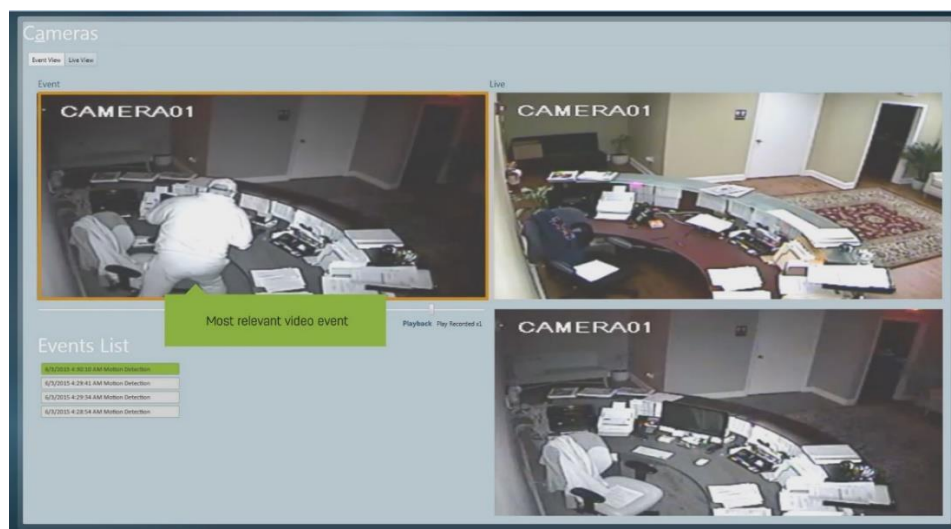 Cameras
Event View Live View
Event
Live
CAMERA01
CAMERA01
Most relevant video event
Playback Play Recorded x1
Events List
6/3/2015 4:30:10 AM Motion Detection
6/3/2015 4:29:41 AM Motion Detection
6/3/2015 4:29:34 AM Motion Detection
6/3/2015 4:28:54 AM Motion Detection
CAMERA01